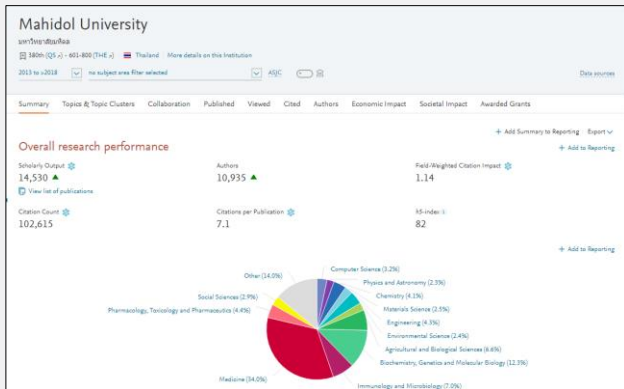 Mahidol University
มหาวิทยาลัยมหิดล
380th (QS) - 601-800 (THE) Thailand More details on this Institution
2013 to >2018 no subject area filter selected ASJC Data sources
Summary Topics & Topic Clusters Collaboration Published Viewed Cited Authors Economic Impact Societal Impact Awarded Grants
+ Add Summary to Reporting Export
Overall research performance
+ Add to Reporting
Scholarly Output Authors Field-Weighted Citation Impact
14,530 ▲ 10,935 ▲ 1.14
View list of publications
Citation Count Citations per Publication h5-index
102,615 7.1 82
+ Add to Reporting
Computer Science (3.2%)
Other (14.0%)
Physics and Astronomy (2.5%)
Chemistry (4.1%)
Social Sciences (2.9%)
Materials Science (2.5%)
Pharmacology, Toxicology and Pharmaceutics (4.4%)
Engineering (4.3%)
Environmental Science (2.4%)
Agricultural and Biological Sciences (6.6%)
Biochemistry, Genetics and Molecular Biology (12.3%)
Medicine (34.0%)
Immunology and Microbiology (7.0%)